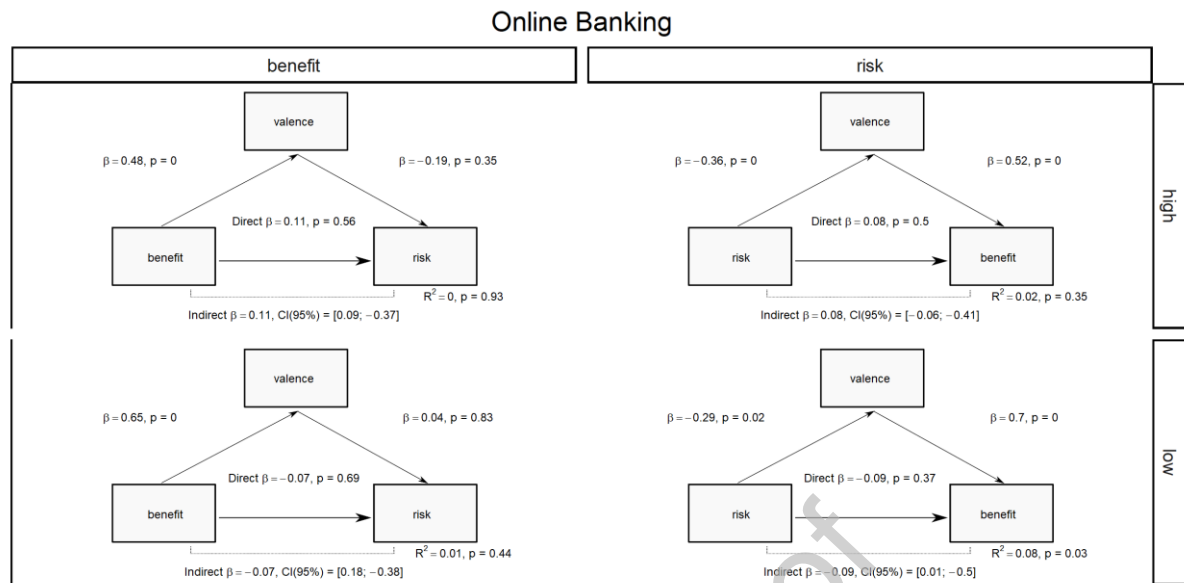 Online Banking
benefit
risk
high
valence
β = 0.48, p = 0
β = −0.19, p = 0.35
Direct β = 0.11, p = 0.56
benefit
risk
R² = 0, p = 0.93
Indirect β = 0.11, CI(95%) = [0.09; −0.37]
valence
β = −0.36, p = 0
β = 0.52, p = 0
Direct β = 0.08, p = 0.5
risk
benefit
R² = 0.02, p = 0.35
Indirect β = 0.08, CI(95%) = [−0.06; −0.41]
low
valence
β = 0.65, p = 0
β = 0.04, p = 0.83
Direct β = −0.07, p = 0.69
benefit
risk
R² = 0.01, p = 0.44
Indirect β = −0.07, CI(95%) = [0.18; −0.38]
valence
β = −0.29, p = 0.02
β = 0.7, p = 0
Direct β = −0.09, p = 0.37
risk
benefit
R² = 0.08, p = 0.03
Indirect β = −0.09, CI(95%) = [0.01; −0.5]
of